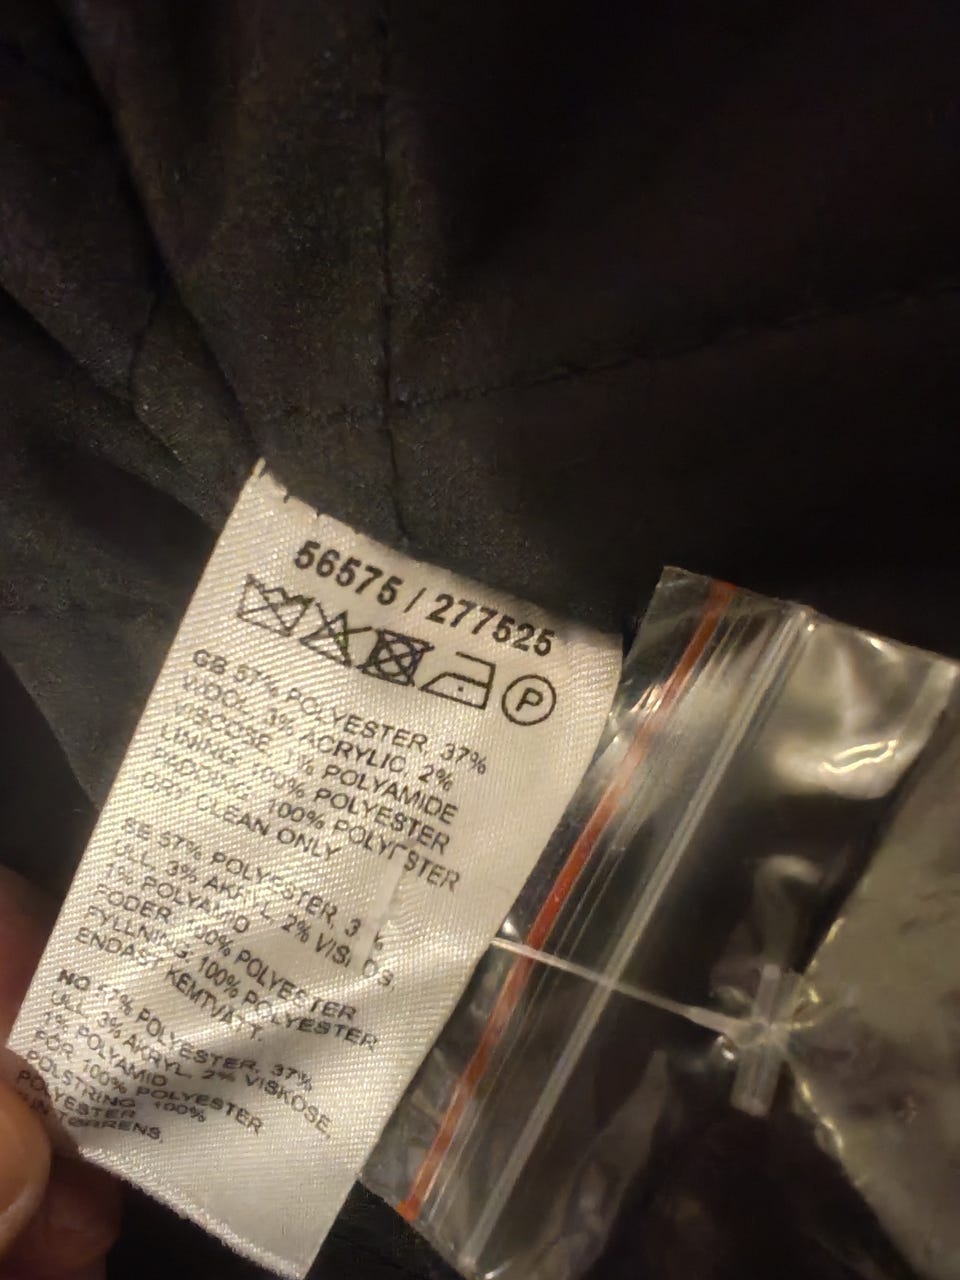 56575 / 277525
P
GB 57% POLYESTER, 37%
WOOL, 3% ACRYLIC, 2%
VISCOSE, 1% POLYAMIDE
LINING: 100% POLYESTER
PADDING: 100% POLYESTER
DRY CLEAN ONLY
SE 57% POLYESTER, 3 %
ULL, 3% AKRYL, 2% VISKOS,
1% POLYAMID
FODER: 100% POLYESTER
FYLLNING: 100% POLYESTER
ENDAST KEMTVÄTT.
NO 57% POLYESTER, 37%
ULL, 3% AKRYL, 2% VISKOSE,
1% POLYAMID
FÔR: 100% POLYESTER
POLSTRING: 100%
POLYESTER
KUN TØRRENS,